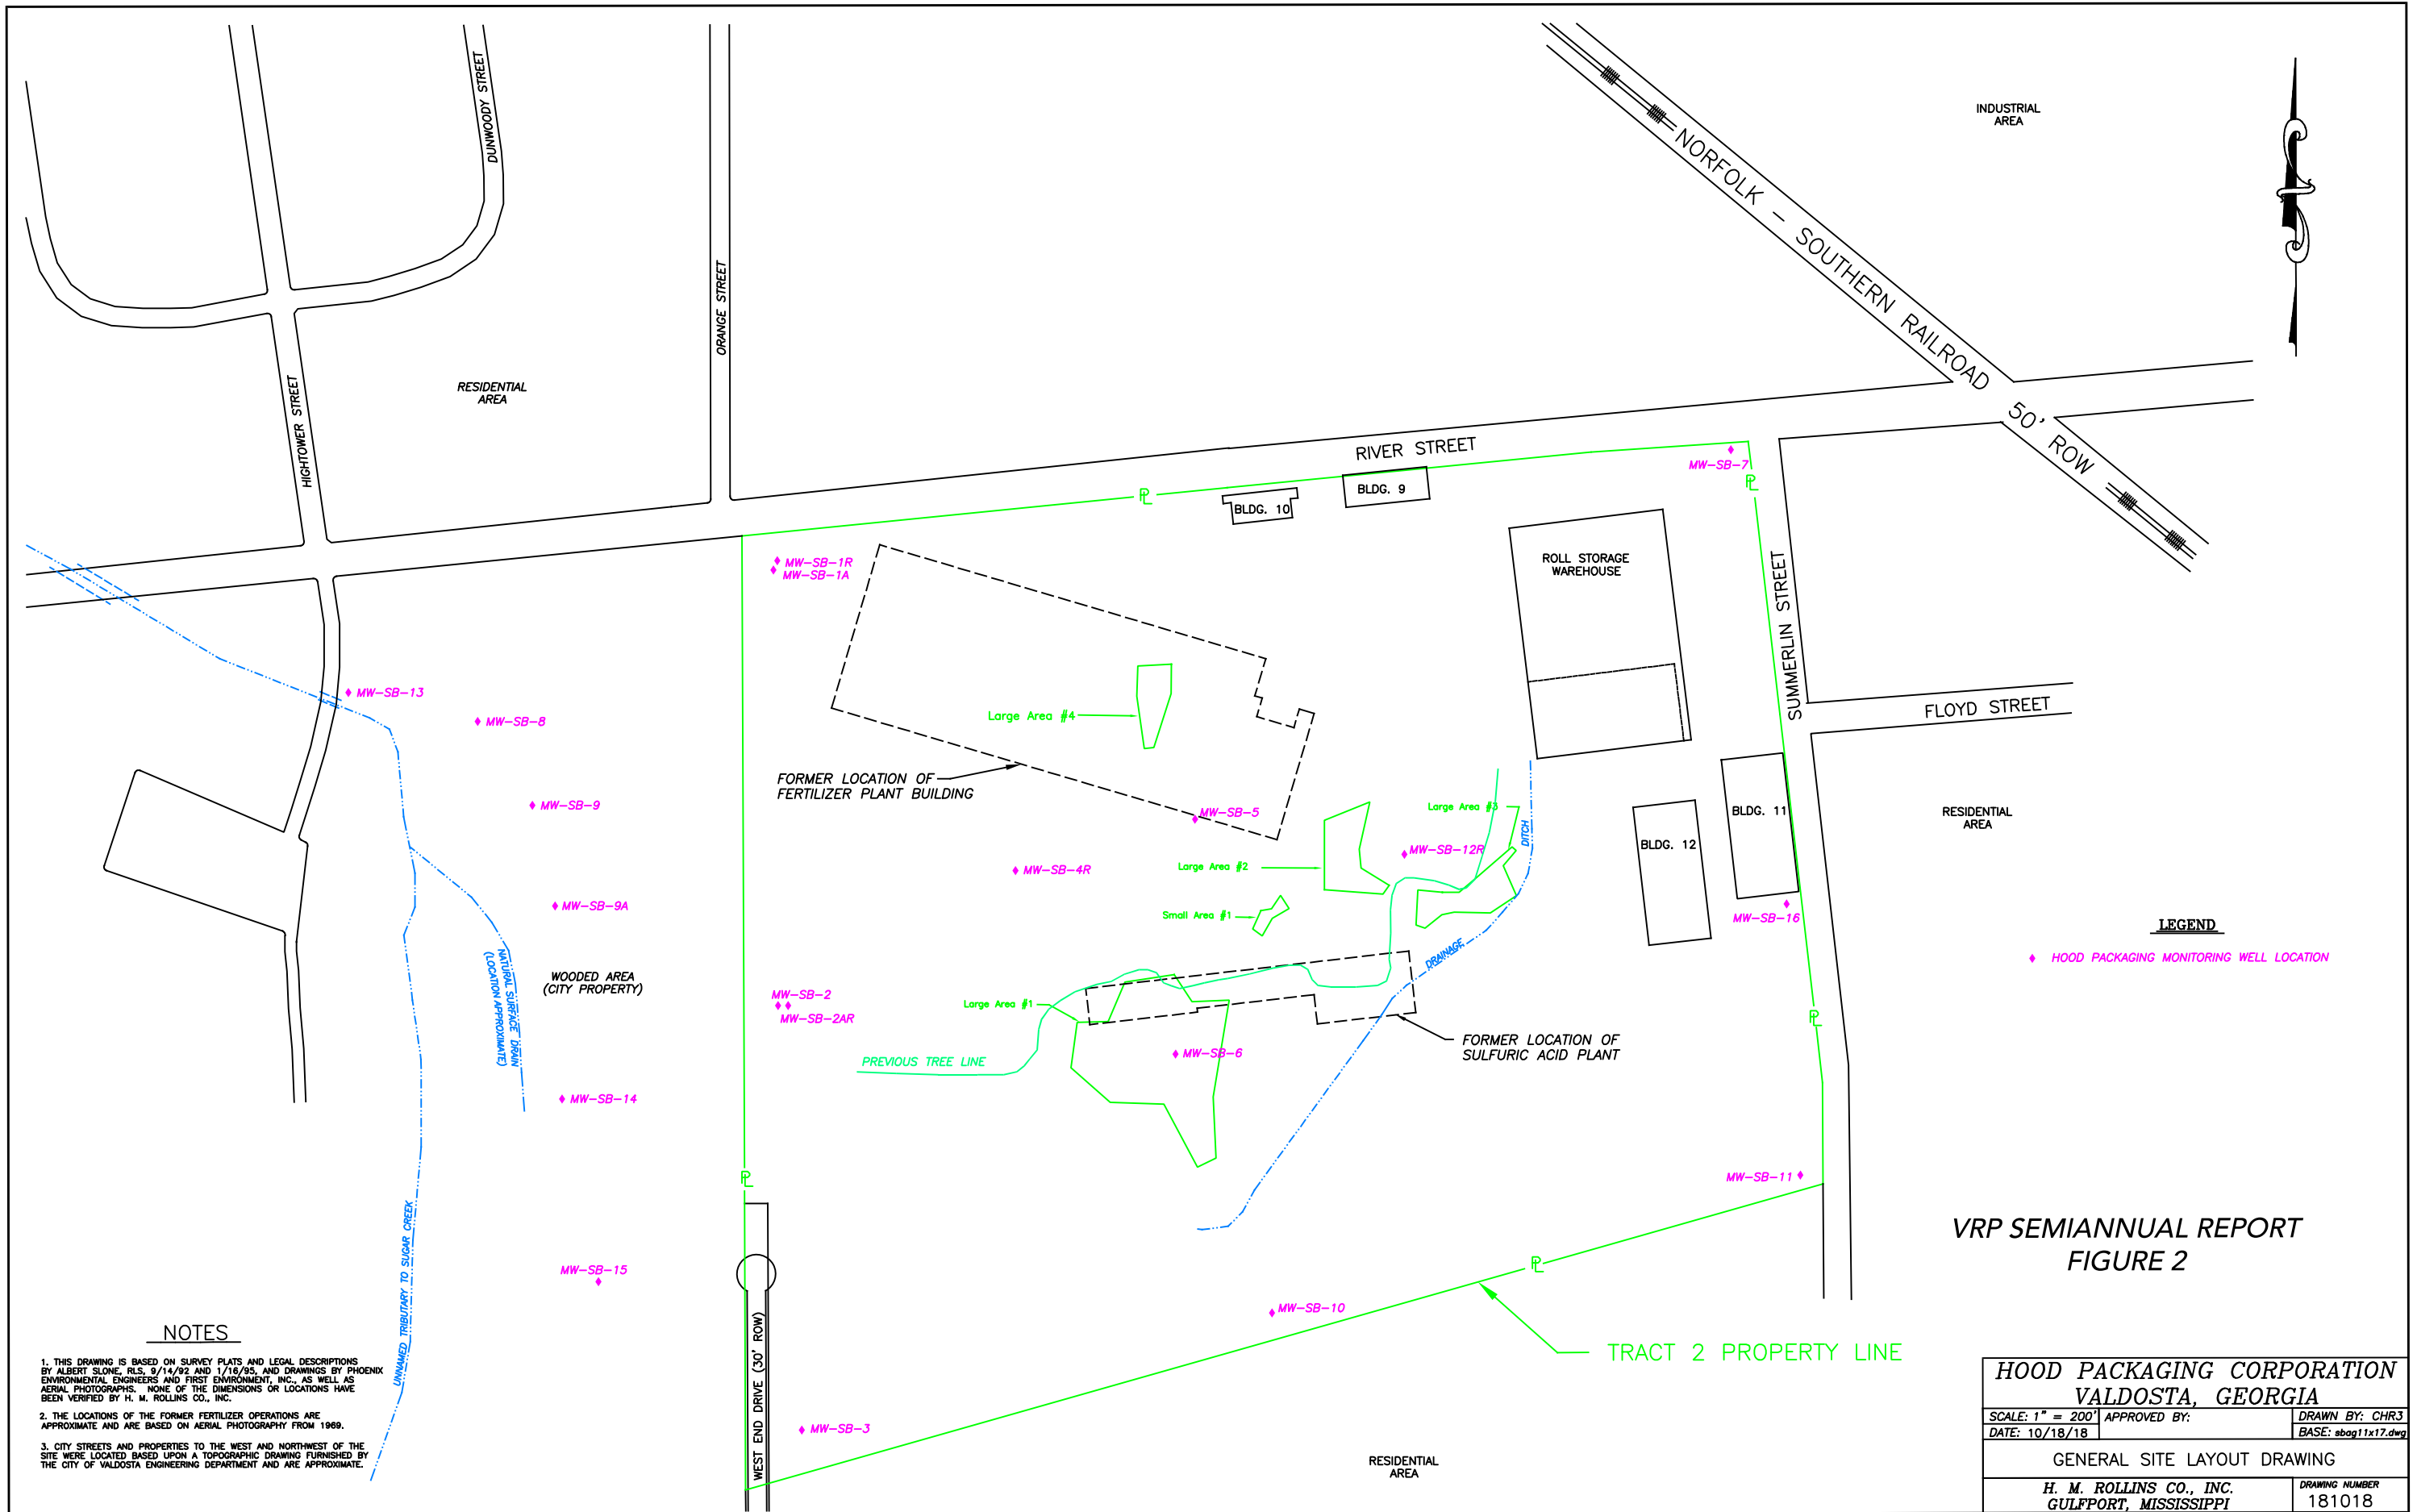 DUNWOODY STREET
HIGHTOWER STREET
ORANGE STREET
RESIDENTIAL
AREA
NORFOLK - SOUTHERN RAILROAD 50' ROW
INDUSTRIAL
AREA
RIVER STREET
BLDG. 10
BLDG. 9
MW-SB-7
PL
PL
MW-SB-1R
MW-SB-1A
ROLL STORAGE
WAREHOUSE
SUMMERLIN STREET
FLOYD STREET
MW-SB-13
MW-SB-8
MW-SB-9
MW-SB-9A
Large Area #4
FORMER LOCATION OF
FERTILIZER PLANT BUILDING
MW-SB-5
MW-SB-4R
Large Area #3
Large Area #2
MW-SB-12R
Small Area #1
DRAINAGE
DITCH
BLDG. 12
BLDG. 11
MW-SB-16
RESIDENTIAL
AREA
LEGEND
HOOD PACKAGING MONITORING WELL LOCATION
NATURAL SURFACE DRAIN
(LOCATION APPROXIMATE)
WOODED AREA
(CITY PROPERTY)
MW-SB-2
MW-SB-2AR
Large Area #1
PREVIOUS TREE LINE
MW-SB-6
FORMER LOCATION OF
SULFURIC ACID PLANT
PL
MW-SB-14
PL
MW-SB-11
MW-SB-15
UNNAMED TRIBUTARY TO SUGAR CREEK
WEST END DRIVE (30' ROW)
MW-SB-10
PL
TRACT 2 PROPERTY LINE
MW-SB-3
RESIDENTIAL
AREA
VRP SEMIANNUAL REPORT
FIGURE 2
NOTES
1. THIS DRAWING IS BASED ON SURVEY PLATS AND LEGAL DESCRIPTIONS
BY ALBERT SLONE, RLS, 9/14/92 AND 1/16/95, AND DRAWINGS BY PHOENIX
ENVIRONMENTAL ENGINEERS AND FIRST ENVIRONMENT, INC., AS WELL AS
AERIAL PHOTOGRAPHS. NONE OF THE DIMENSIONS OR LOCATIONS HAVE
BEEN VERIFIED BY H. M. ROLLINS CO., INC.
2. THE LOCATIONS OF THE FORMER FERTILIZER OPERATIONS ARE
APPROXIMATE AND ARE BASED ON AERIAL PHOTOGRAPHY FROM 1969.
3. CITY STREETS AND PROPERTIES TO THE WEST AND NORTHWEST OF THE
SITE WERE LOCATED BASED UPON A TOPOGRAPHIC DRAWING FURNISHED BY
THE CITY OF VALDOSTA ENGINEERING DEPARTMENT AND ARE APPROXIMATE.
HOOD PACKAGING CORPORATION
VALDOSTA, GEORGIA
SCALE: 1" = 200' APPROVED BY: DRAWN BY: CHR3
DATE: 10/18/18 BASE: sbag11x17.dwg
GENERAL SITE LAYOUT DRAWING
H. M. ROLLINS CO., INC.
GULFPORT, MISSISSIPPI
DRAWING NUMBER
181018